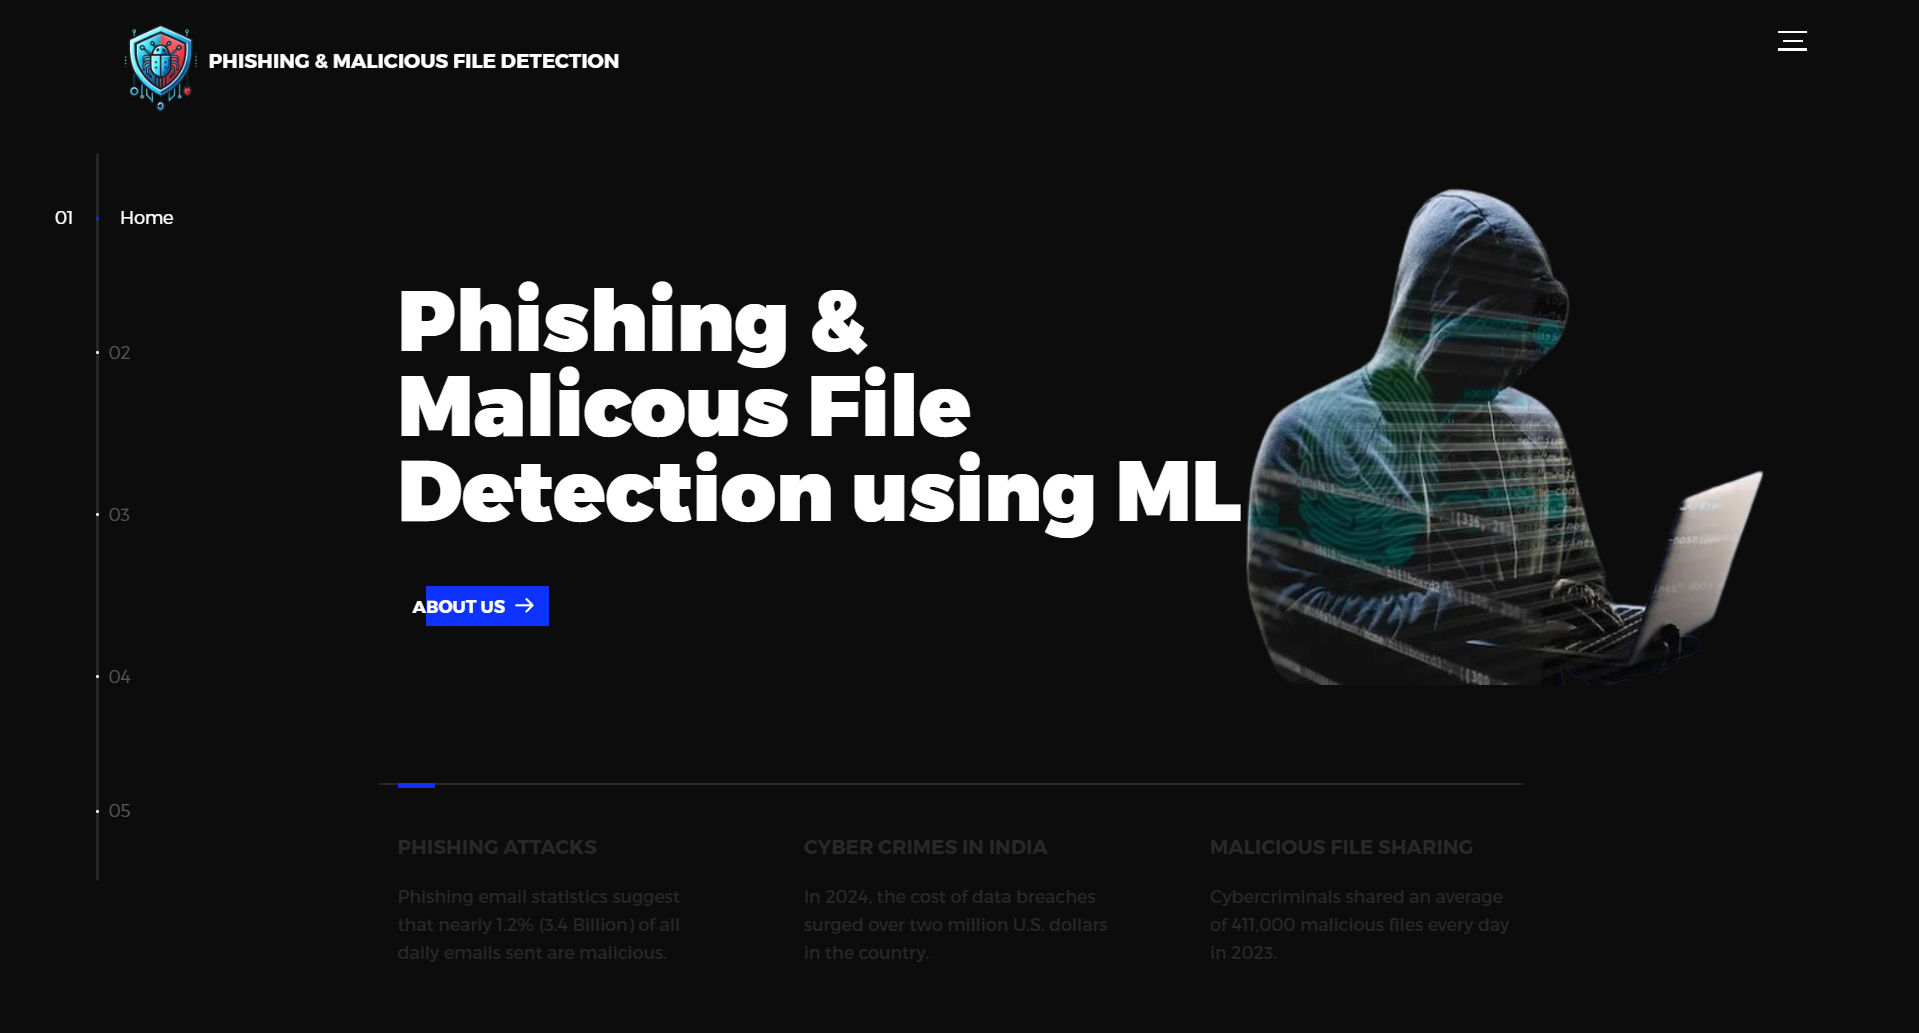 PHISHING & MALICIOUS FILE DETECTION
01 Home
02
03
04
05
Phishing &
Malicous File
Detection using ML
ABOUT US
PHISHING ATTACKS
Phishing email statistics suggest
that nearly 1.2% (3.4 Billion) of all
daily emails sent are malicious.
CYBER CRIMES IN INDIA
In 2024, the cost of data breaches
surged over two million U.S. dollars
in the country.
MALICIOUS FILE SHARING
Cybercriminals shared an average
of 411,000 malicious files every day
in 2023.